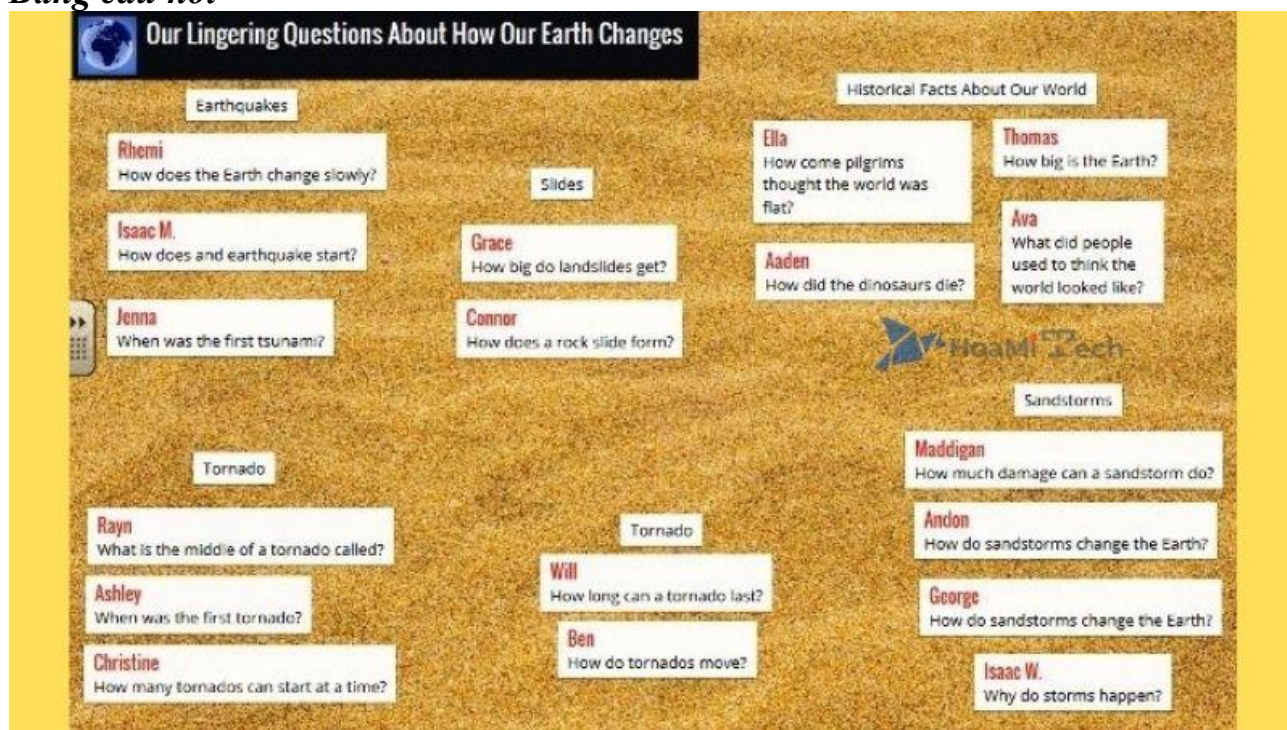 Our Lingering Questions About How Our Earth Changes
Earthquakes
Rhemi
How does the Earth change slowly?
Isaac M.
How does and earthquake start?
Jenna
When was the first tsunami?
Slides
Grace
How big do landslides get?
Connor
How does a rock slide form?
Historical Facts About Our World
Ella
How come pilgrims
thought the world was
flat?
Thomas
How big is the Earth?
Aaden
How did the dinosaurs die?
Ava
What did people
used to think the
world looked like?
HoaMi Tech
Tornado
Rayn
What is the middle of a tornado called?
Ashley
When was the first tornado?
Christine
How many tornados can start at a time?
Tornado
Will
How long can a tornado last?
Ben
How do tornados move?
Sandstorms
Maddigan
How much damage can a sandstorm do?
Andon
How do sandstorms change the Earth?
George
How do sandstorms change the Earth?
Isaac W.
Why do storms happen?